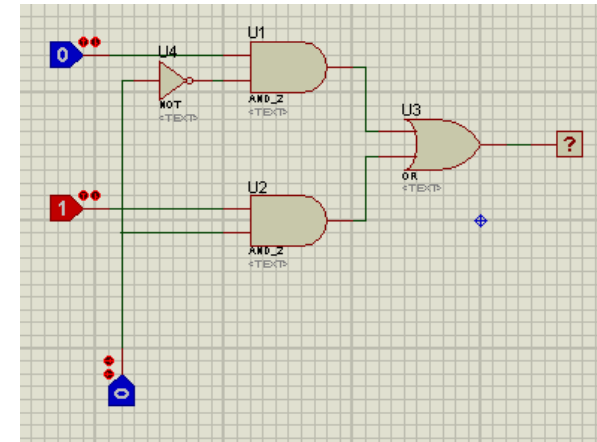 U1
0
U4
NOT
<TEXT>
AND_2
<TEXT>
U3
?
OR
<TEXT>
U2
1
AND_2
<TEXT>
0